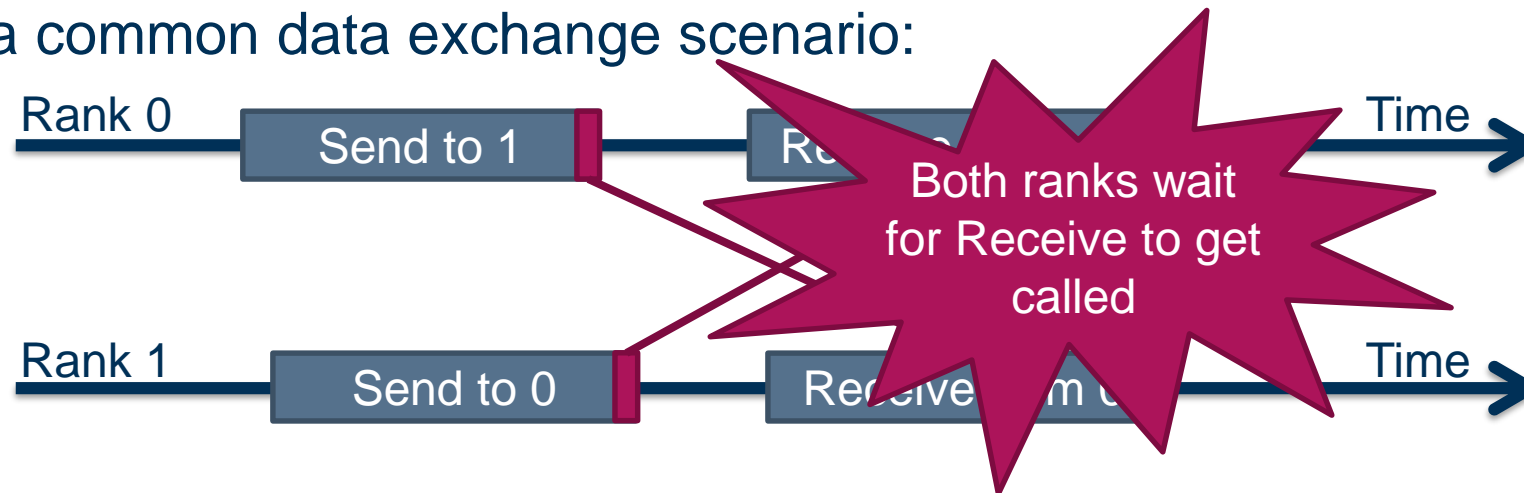 a common data exchange scenario:
Rank 0
Time
Send to 1
Both ranks wait
for Receive to get
called
Rank 1
Time
Send to 0
Receive